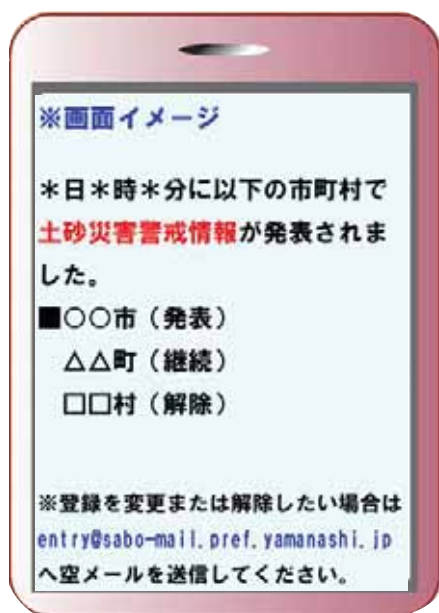 ※画面イメージ
＊日＊時＊分に以下の市町村で
土砂災害警戒情報が発表されま
した。
■○○市（発表）
△△町（継続）
□□村（解除）
※登録を変更または解除したい場合は
entry@sabo-mail.pref.yamanashi.jp
へ空メールを送信してください。